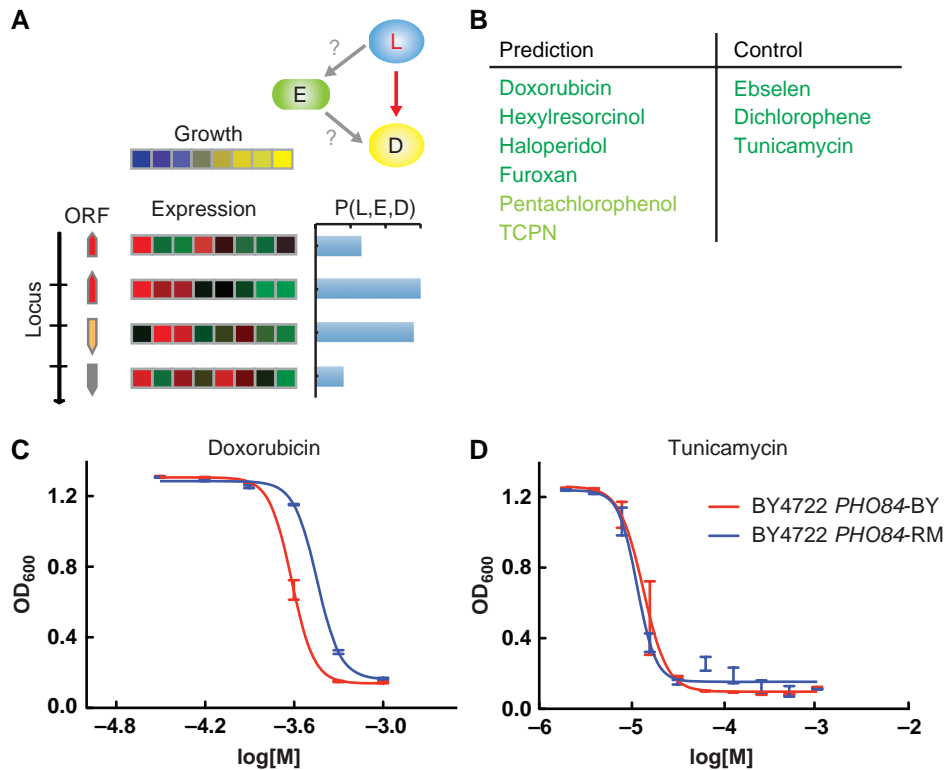 A
L
?
E
?
D
Growth
ORF
Expression
P(L,E,D)
Locus
B
Prediction
Control
Doxorubicin
Ebselen
Hexylresorcinol
Dichlorophene
Haloperidol
Tunicamycin
Furoxan
Pentachlorophenol
TCPN
C
Doxorubicin
OD600
1.2
0.8
0.4
0.0
−4.8
−4.2
−3.6
−3.0
log[M]
D
Tunicamycin
BY4722 PHO84-BY
BY4722 PHO84-RM
OD600
1.2
0.8
0.4
0.0
−6
−5
−4
−3
−2
log[M]